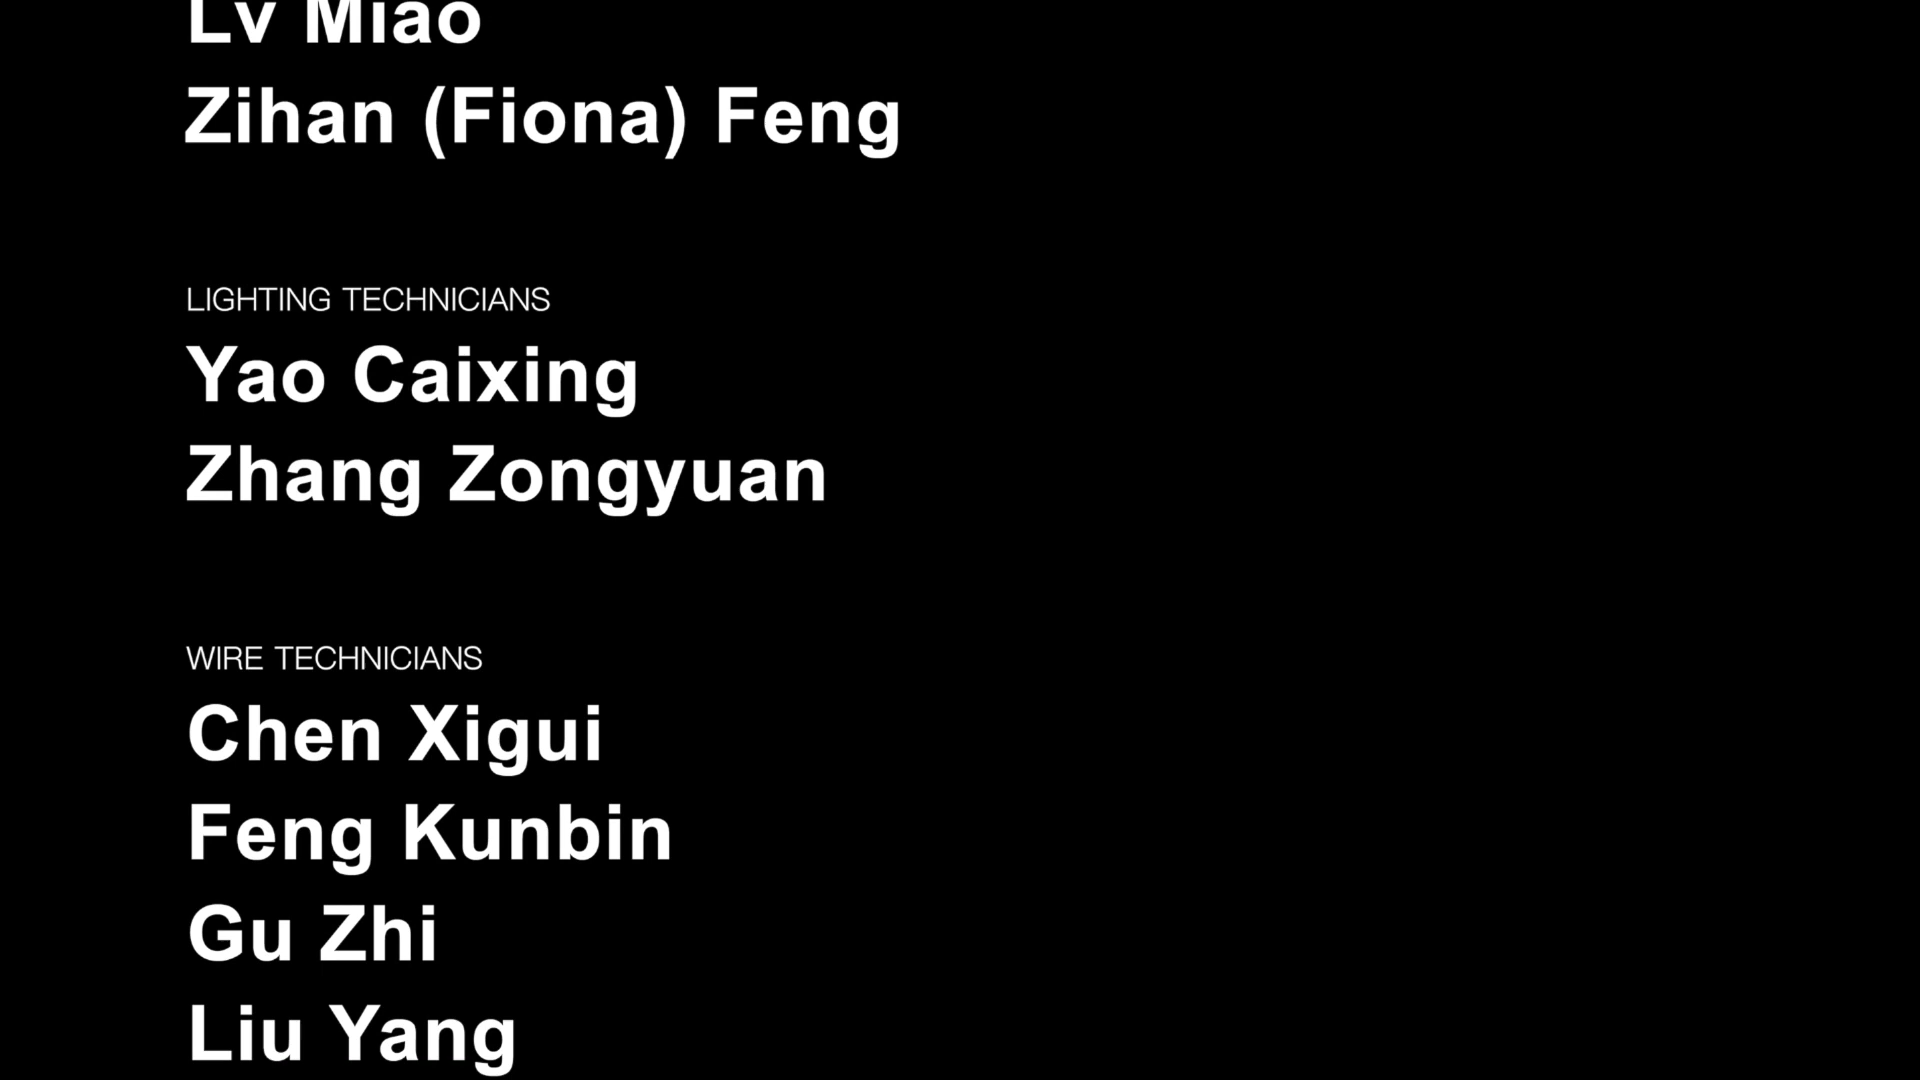 Lv Miao
Zihan (Fiona) Feng
LIGHTING TECHNICIANS
Yao Caixing
Zhang Zongyuan
WIRE TECHNICIANS
Chen Xigui
Feng Kunbin
Gu Zhi
Liu Yang